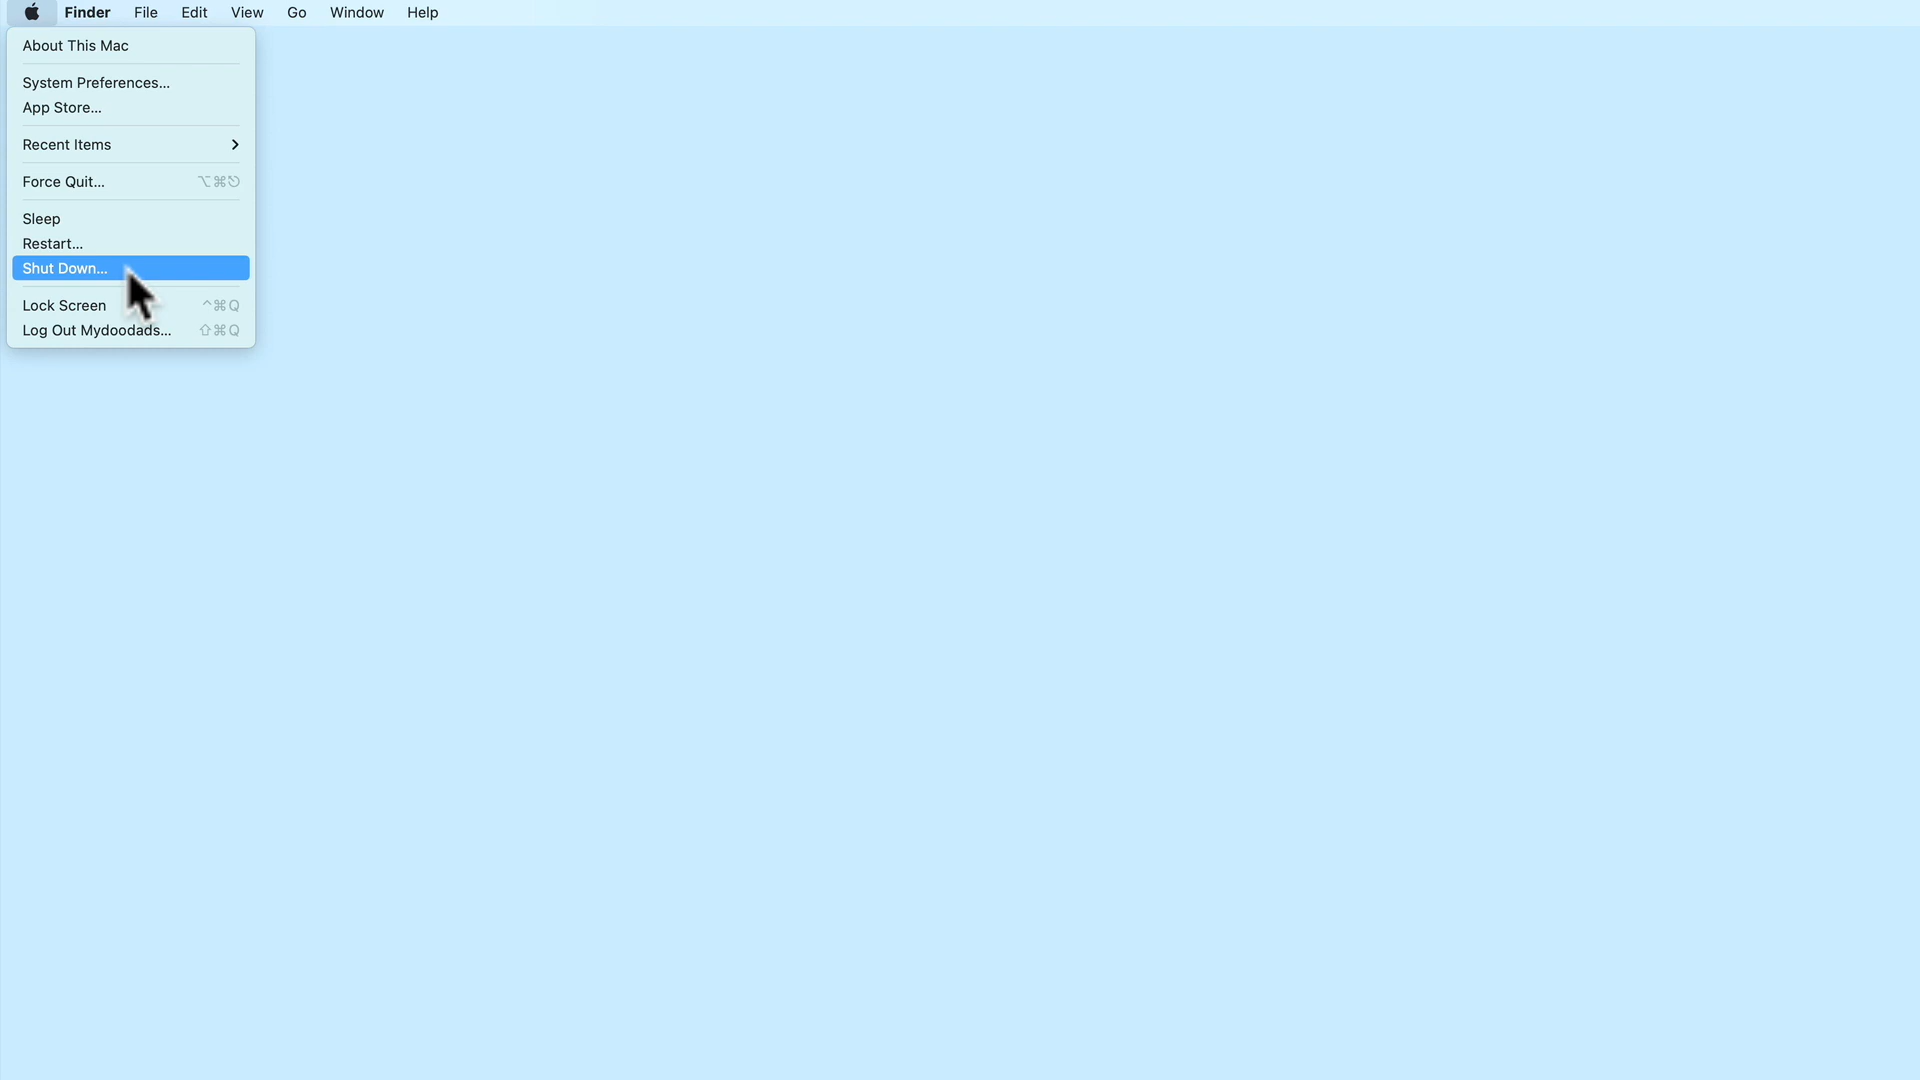 Finder File Edit View Go Window Help
About This Mac
System Preferences...
App Store...
Recent Items
Force Quit... ⌥⌘⎋
Sleep
Restart...
Shut Down...
Lock Screen ^⌘Q
Log Out Mydoodads... ⇧⌘Q